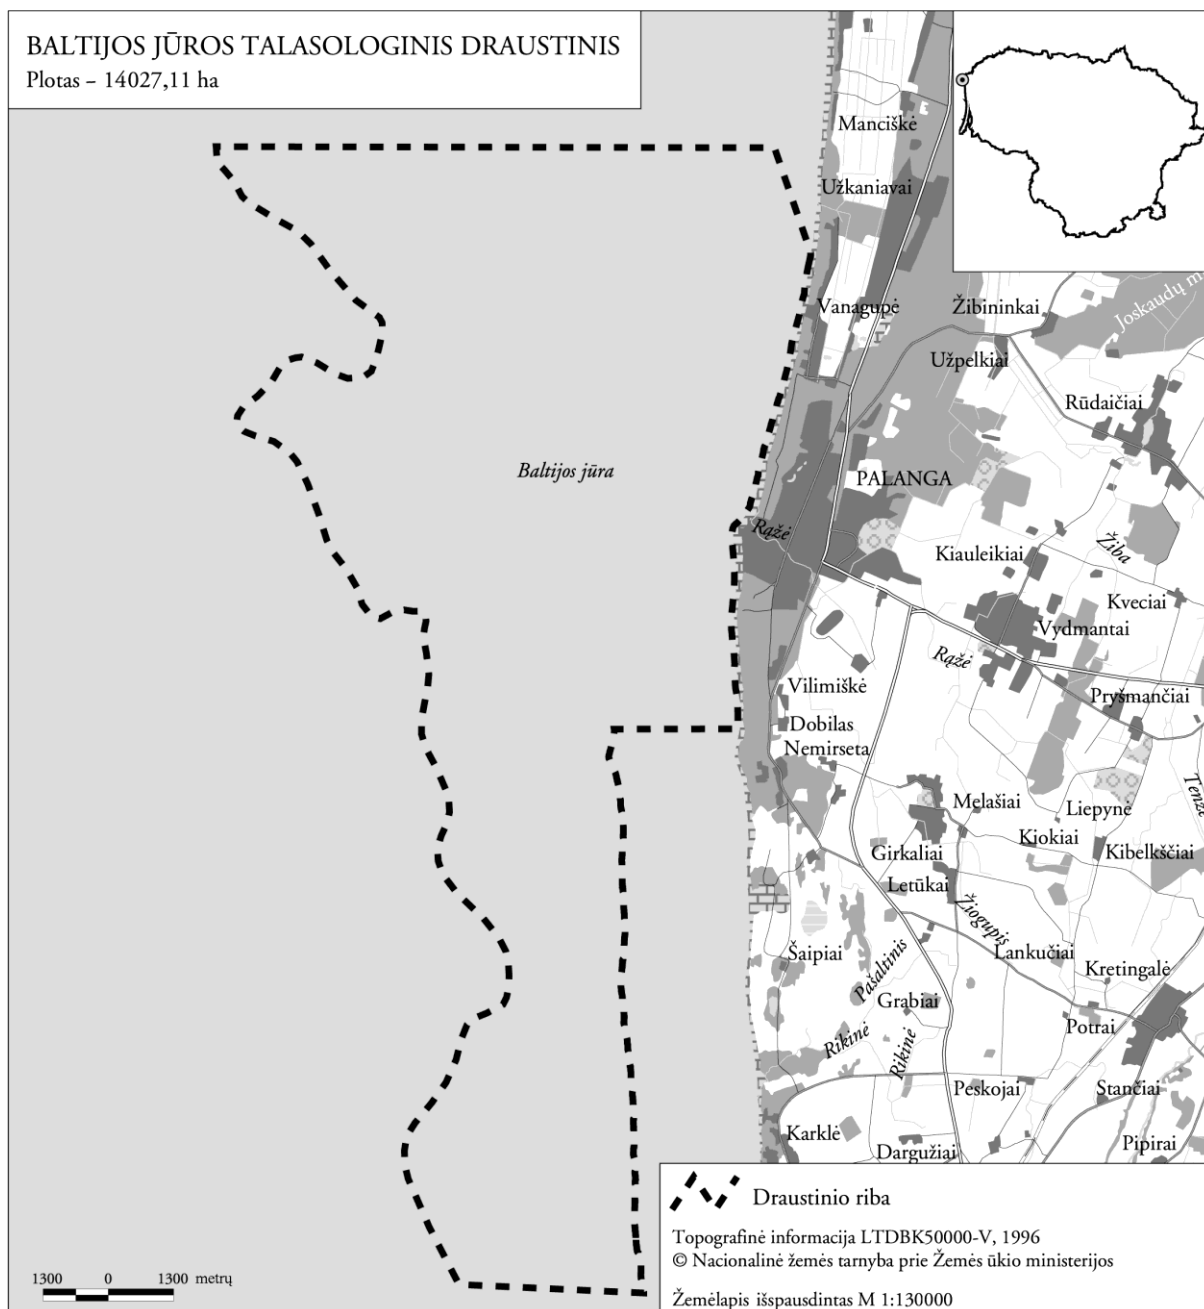 BALTIJOS JŪROS TALASOLOGINIS DRAUSTINIS
Plotas – 14027,11 ha
Manciškė
Užkaniavai
Vanagupė
Žibininkai
Joskaudų m
Užpelkiai
Rūdaičiai
Baltijos jūra
PALANGA
Rąžė
Kiauleikiai
Žiba
Kveciai
Vydmantai
Rąžė
Vilimiškė
Pryšmančiai
Dobilas
Nemirseta
Tenžė
Melašiai
Liepynė
Kiokiai
Girkaliai
Kibelkščiai
Letūkai
Žiogupis
Šaipiai
Pašaltinis
Lankučiai
Kretingalė
Grabiai
Potrai
Rikinė
Rikinė
Peskojai
Stančiai
Karklė
Dargužiai
Pipirai
Draustinio riba
Topografinė informacija LTDBK50000-V, 1996
© Nacionalinė žemės tarnyba prie Žemės ūkio ministerijos
1300 0 1300 metrų
Žemėlapis išspausdintas M 1:130000